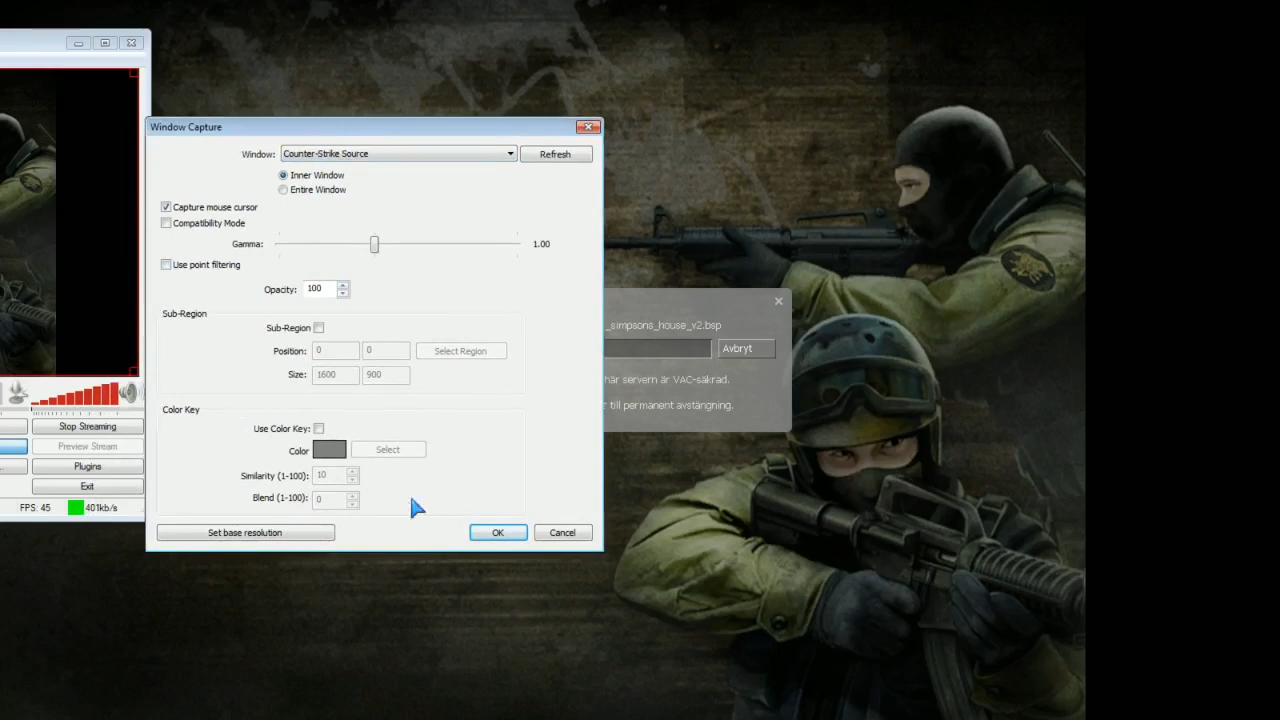 Window Capture
Window: Counter-Strike Source Refresh
Inner Window
Entire Window
Capture mouse cursor
Compatibility Mode
Gamma: 1.00
Use point filtering
Opacity: 100
Sub-Region
Sub-Region
Position: 0 0 Select Region
Size: 1600 900
Color Key
Use Color Key:
Color Select
Similarity (1-100): 10
Blend (1-100): 0
Set base resolution OK Cancel
_simpsons_house_v2.bsp
Avbryt
här servern är VAC-säkrad.
till permanent avstängning.
Stop Streaming
Preview Stream
Plugins
Exit
FPS: 45 401kb/s